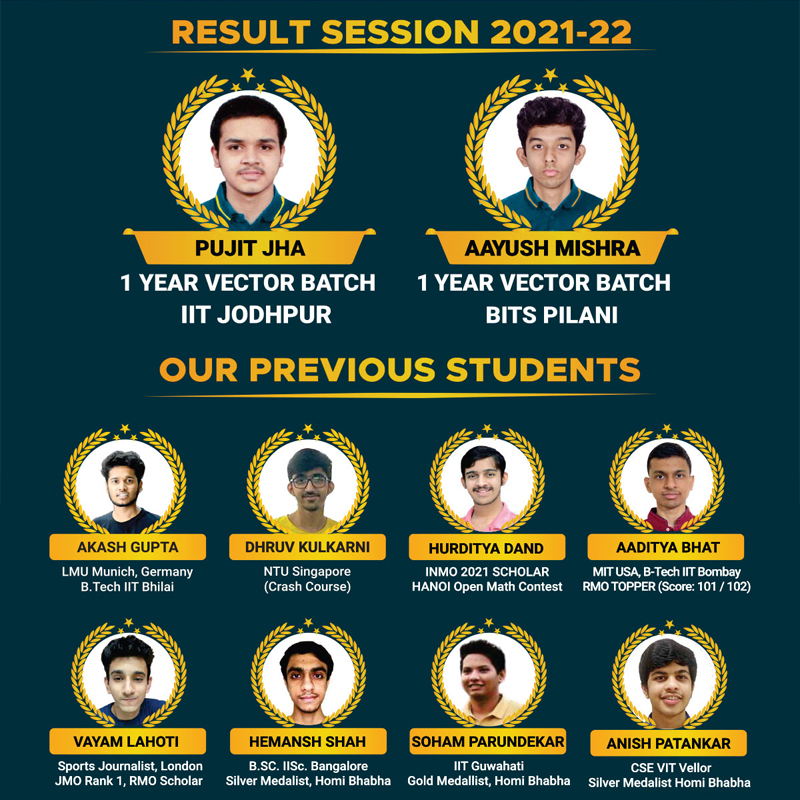 RESULT SESSION 2021-22
PUJIT JHA
1 YEAR VECTOR BATCH
IIT JODHPUR
AAYUSH MISHRA
1 YEAR VECTOR BATCH
BITS PILANI
OUR PREVIOUS STUDENTS
AKASH GUPTA
LMU Munich, Germany
B.Tech IIT Bhilai
DHRUV KULKARNI
NTU Singapore
(Crash Course)
HURDITYA DAND
INMO 2021 SCHOLAR
HANOI Open Math Contest
AADITYA BHAT
MIT USA, B-Tech IIT Bombay
RMO TOPPER (Score: 101 / 102)
VAYAM LAHOTI
Sports Journalist, London
JMO Rank 1, RMO Scholar
HEMANSH SHAH
B.SC. IISc. Bangalore
Silver Medalist, Homi Bhabha
SOHAM PARUNDEKAR
IIT Guwahati
Gold Medallist, Homi Bhabha
ANISH PATANKAR
CSE VIT Vellor
Silver Medalist Homi Bhabha